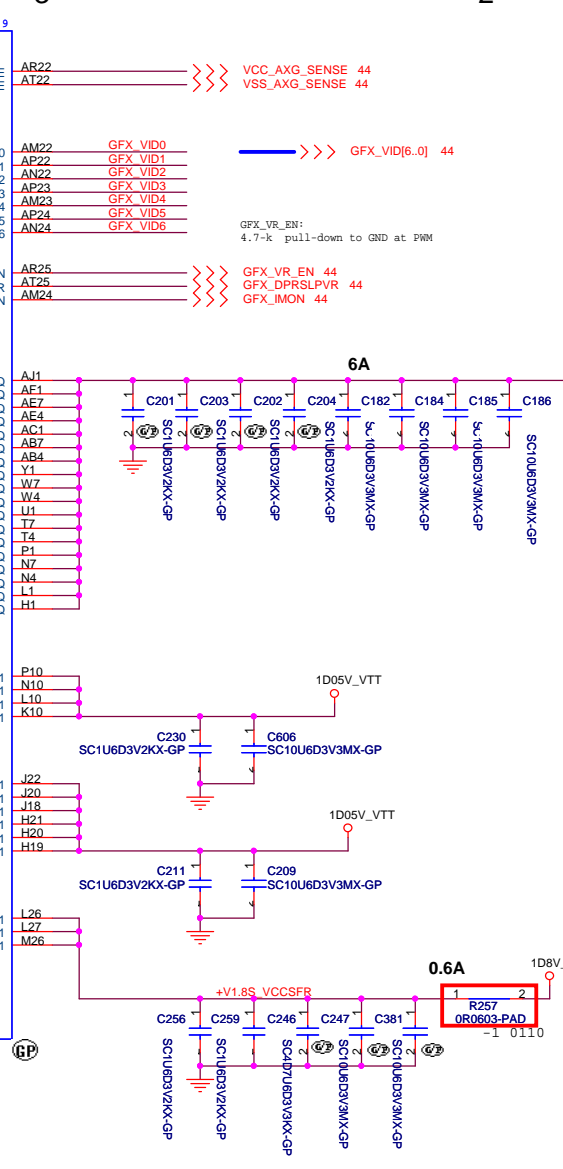 9
AR22
VCC_AXG_SENSE 44
AT22
VSS_AXG_SENSE 44
AM22 GFX_VID0
AP22 GFX_VID1
AN22 GFX_VID2
AP23 GFX_VID3
AM23 GFX_VID4
AP24 GFX_VID5
AN24 GFX_VID6
GFX_VID[6..0] 44
GFX_VR_EN:
4.7-k pull-down to GND at PWM
AR25
GFX_VR_EN 44
AT25
GFX_DPRSLPVR 44
AM24
GFX_IMON 44
6A
AJ1
AF1
AE7
AE4
AC1
AB7
AB4
Y1
W7
W4
U1
T7
T4
P1
N7
N4
L1
H1
C201 C203 C202 C204 C182 C184 C185 C186
SC1U6D3V2KX-GP
SC1U6D3V2KX-GP
SC1U6D3V2KX-GP
SC1U6D3V2KX-GP
SC10U6D3V3MX-GP
SC10U6D3V3MX-GP
P10
N10
L10
K10
1D05V_VTT
C230
SC1U6D3V2KX-GP
C606
SC10U6D3V3MX-GP
J22
J20
J18
H21
H20
H19
1D05V_VTT
C211
SC1U6D3V2KX-GP
C209
SC10U6D3V3MX-GP
L26
L27
M26
0.6A
1D8V_
+V1.8S_VCCSFR
1 2
R257
0R0603-PAD
-1 0110
C256 C259 C246 C247 C381
SC1U6D3V2KX-GP
SC1U6D3V2KX-GP
SC4D7U6D3V3KX-GP
SC10U6D3V3MX-GP
SC10U6D3V3MX-GP
GP